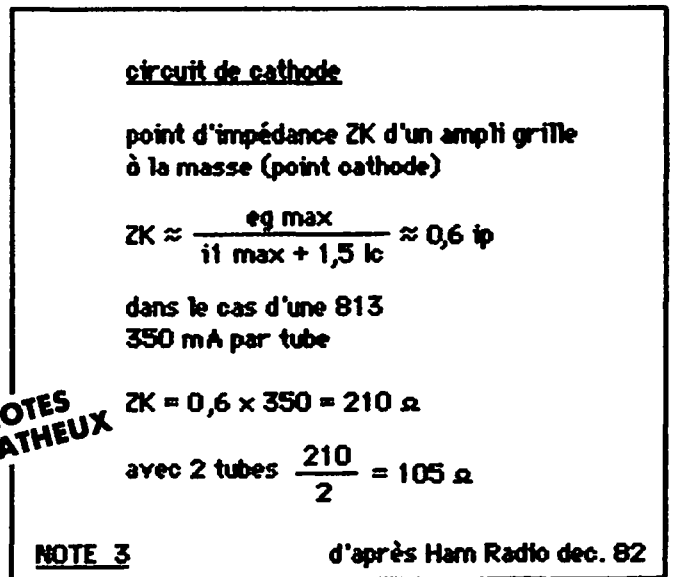 circuit de cathode
point d'impédance ZK d'un ampli grille
à la masse (point cathode)
ZK ≈ eg max / i1 max + 1,5 Ic ≈ 0,6 ip
dans le cas d'une 813
350 mA par tube
ZK = 0,6 x 350 = 210 Ω
avec 2 tubes 210 / 2 = 105 Ω
OTES
ATHEUX
NOTE 3
d'après Ham Radio dec. 82